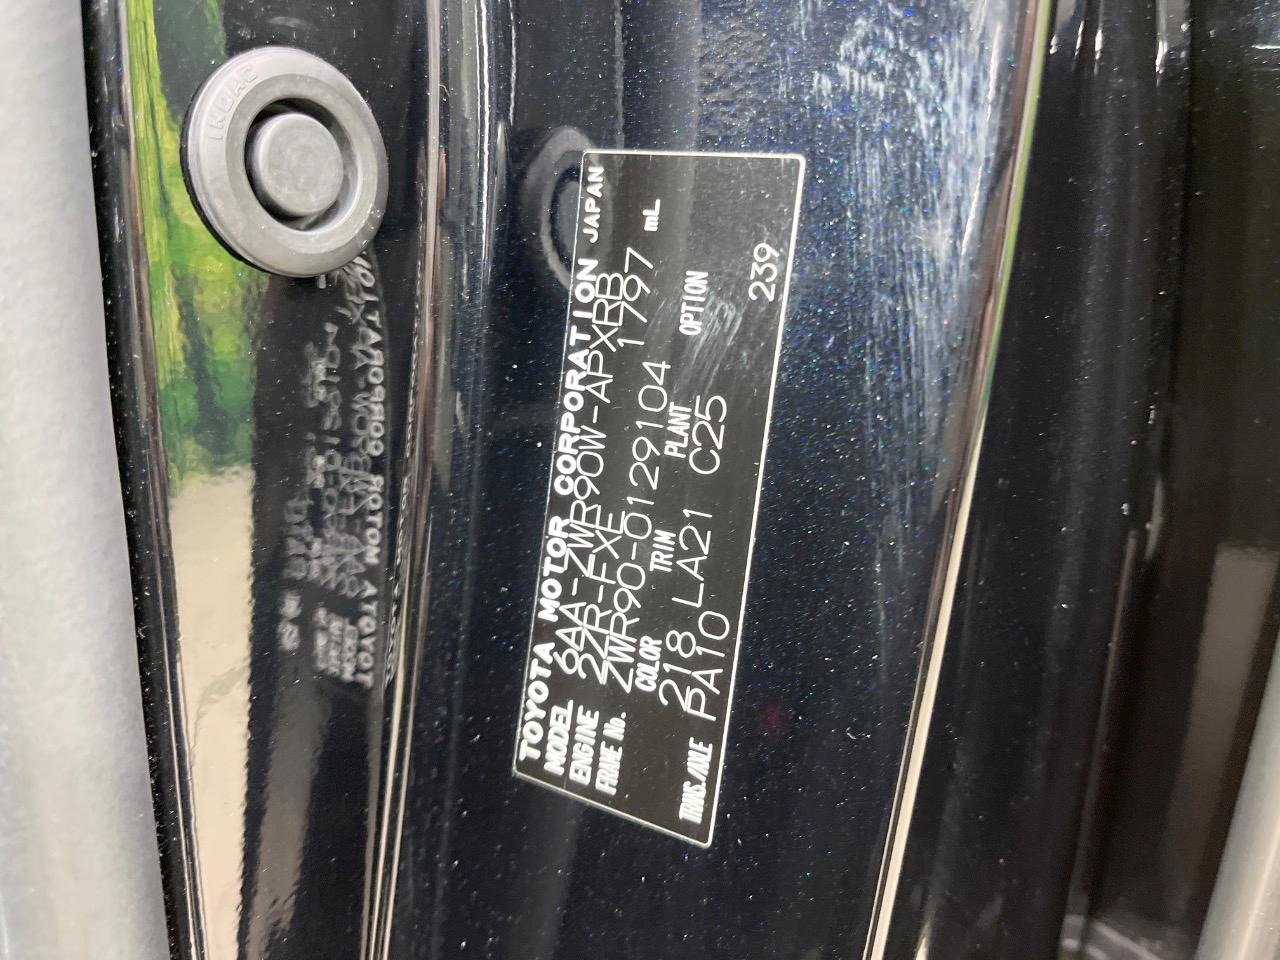 TOYOTA MOTOR CORPORATION JAPAN
MODEL 6AA-ZWR90W-APXRB
ENGINE 2ZR-FXE 1797 mL
FRAME No. ZWR90-0129104
COLOR TRIM PLANT OPTION
218 LA21 C25
TRANS./AXLE PA10 239